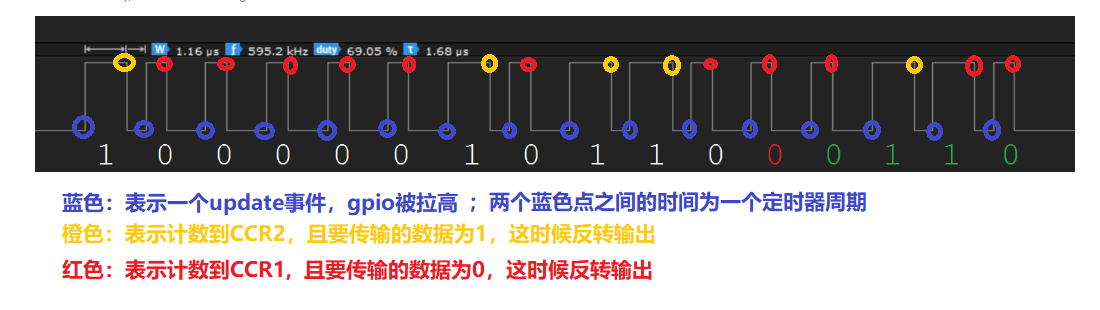 W 1.16 µs f 595.2 kHz duty 69.05 % τ 1.68 µs
1 0 0 0 0 0 1 0 1 1 0 0 0 1 1 0
蓝色：表示一个update事件，gpio被拉高 ；两个蓝色点之间的时间为一个定时器周期
橙色：表示计数到CCR2，且要传输的数据为1，这时候反转输出
红色：表示计数到CCR1，且要传输的数据为0，这时候反转输出